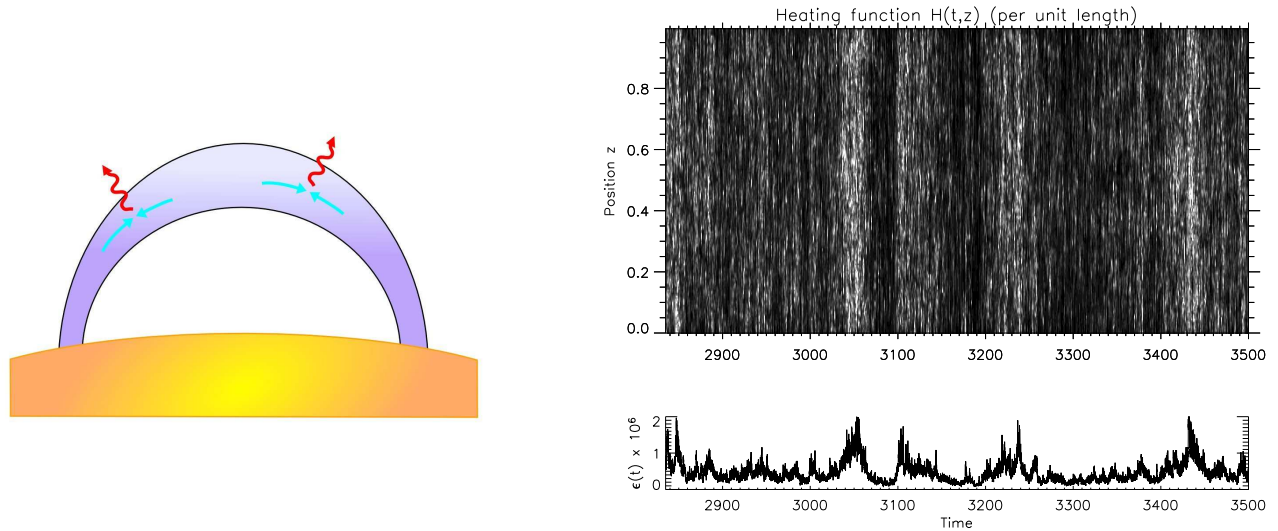 Heating function H(t,z) (per unit length)
Position z
0.8
0.6
0.4
0.2
0.0
2900 3000 3100 3200 3300 3400 3500
ϵ(t) x 10⁶
2
1
0
2900 3000 3100 3200 3300 3400 3500
Time